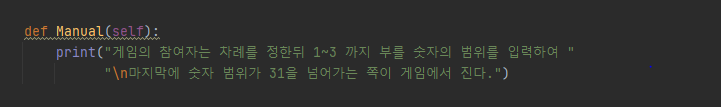 def Manual(self):
    print("게임의 참여자는 차례를 정한뒤 1~3 까지 부를 숫자의 범위를 입력하여 "
          "\n마지막에 숫자 범위가 31을 넘어가는 쪽이 게임에서 진다.")